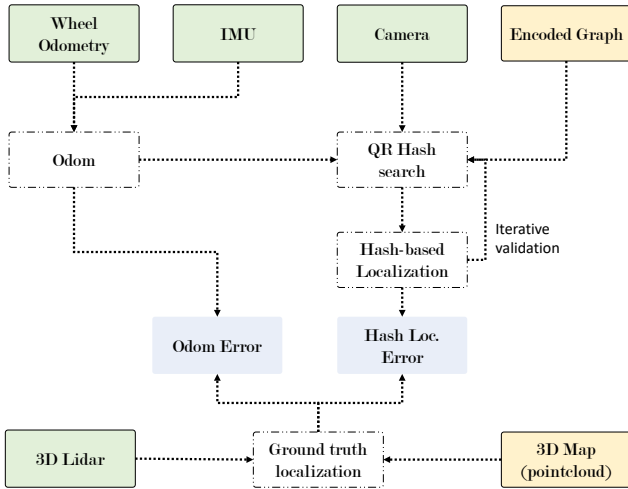 Wheel
Odometry
IMU
Camera
Encoded Graph
Odom
QR Hash
search
Iterative
validation
Hash-based
Localization
Odom Error
Hash Loc.
Error
3D Lidar
Ground truth
localization
3D Map
(pointcloud)